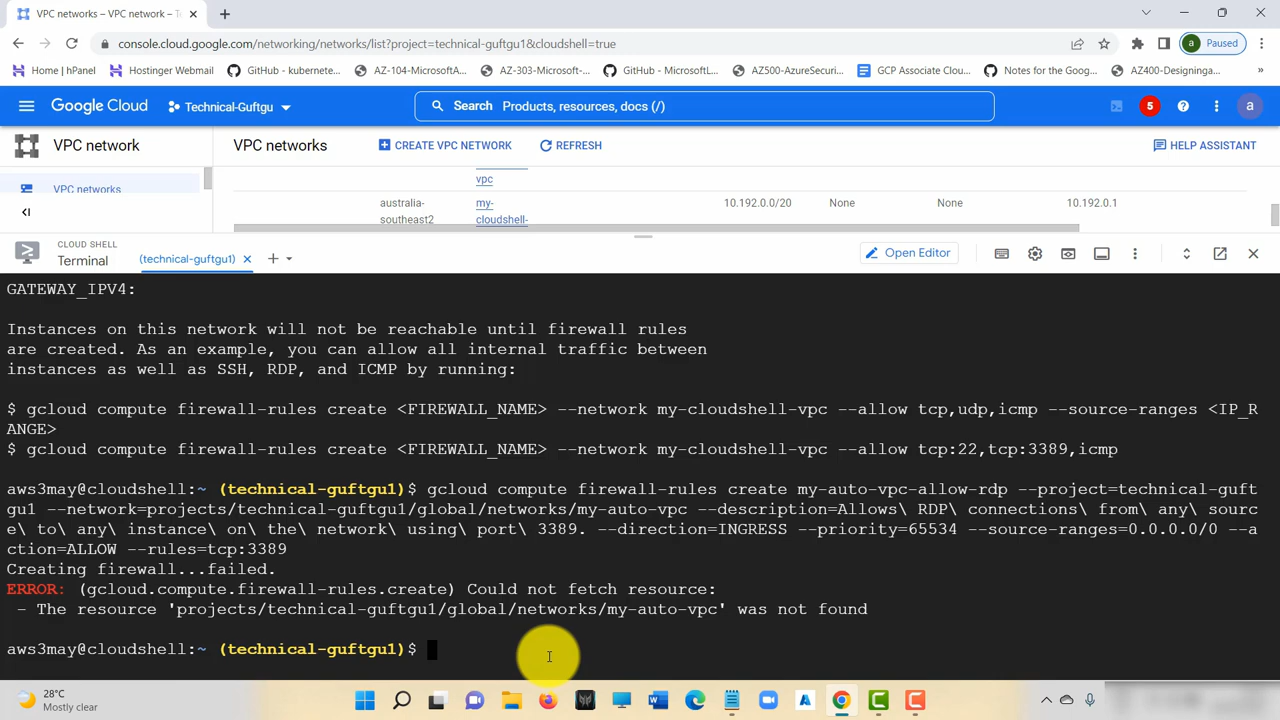 VPC networks – VPC network – Te
console.cloud.google.com/networking/networks/list?project=technical-guftgu1&cloudshell=true
a Paused
Home | hPanel
Hostinger Webmail
GitHub - kubernete...
AZ-104-MicrosoftA...
AZ-303-Microsoft-...
GitHub - MicrosoftL...
AZ500-AzureSecuri...
GCP Associate Clou...
Notes for the Goog...
AZ400-Designinga...
»
Google Cloud
Technical-Guftgu
Search Products, resources, docs (/)
5
a
VPC network
VPC networks
CREATE VPC NETWORK
REFRESH
HELP ASSISTANT
VPC networks
vpc
australia-
southeast2
my-
cloudshell-
10.192.0.0/20
None
None
10.192.0.1
CLOUD SHELL
Terminal
(technical-guftgu1)
Open Editor
GATEWAY_IPV4:
Instances on this network will not be reachable until firewall rules
are created. As an example, you can allow all internal traffic between
instances as well as SSH, RDP, and ICMP by running:
$ gcloud compute firewall-rules create <FIREWALL_NAME> --network my-cloudshell-vpc --allow tcp,udp,icmp --source-ranges <IP_R
ANGE>
$ gcloud compute firewall-rules create <FIREWALL_NAME> --network my-cloudshell-vpc --allow tcp:22,tcp:3389,icmp
aws3may@cloudshell:~ (technical-guftgu1)$ gcloud compute firewall-rules create my-auto-vpc-allow-rdp --project=technical-guft
gu1 --network=projects/technical-guftgu1/global/networks/my-auto-vpc --description=Allows\ RDP\ connections\ from\ any\ sourc
e\ to\ any\ instance\ on\ the\ network\ using\ port\ 3389. --direction=INGRESS --priority=65534 --source-ranges=0.0.0.0/0 --a
ction=ALLOW --rules=tcp:3389
Creating firewall...failed.
ERROR: (gcloud.compute.firewall-rules.create) Could not fetch resource:
- The resource 'projects/technical-guftgu1/global/networks/my-auto-vpc' was not found
aws3may@cloudshell:~ (technical-guftgu1)$
28°C
Mostly clear